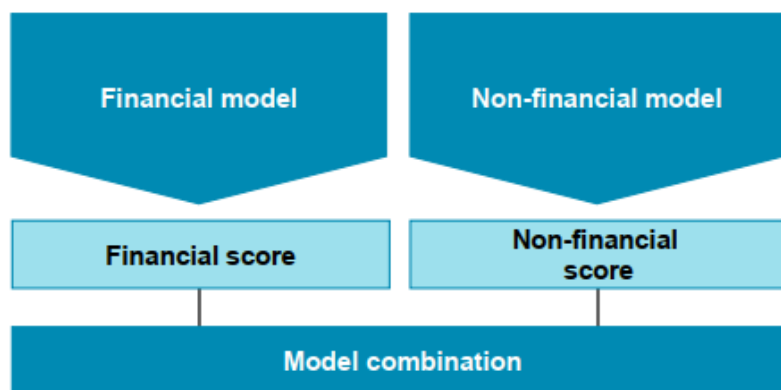 Financial model
Non-financial model
Financial score
Non-financial
score
Model combination